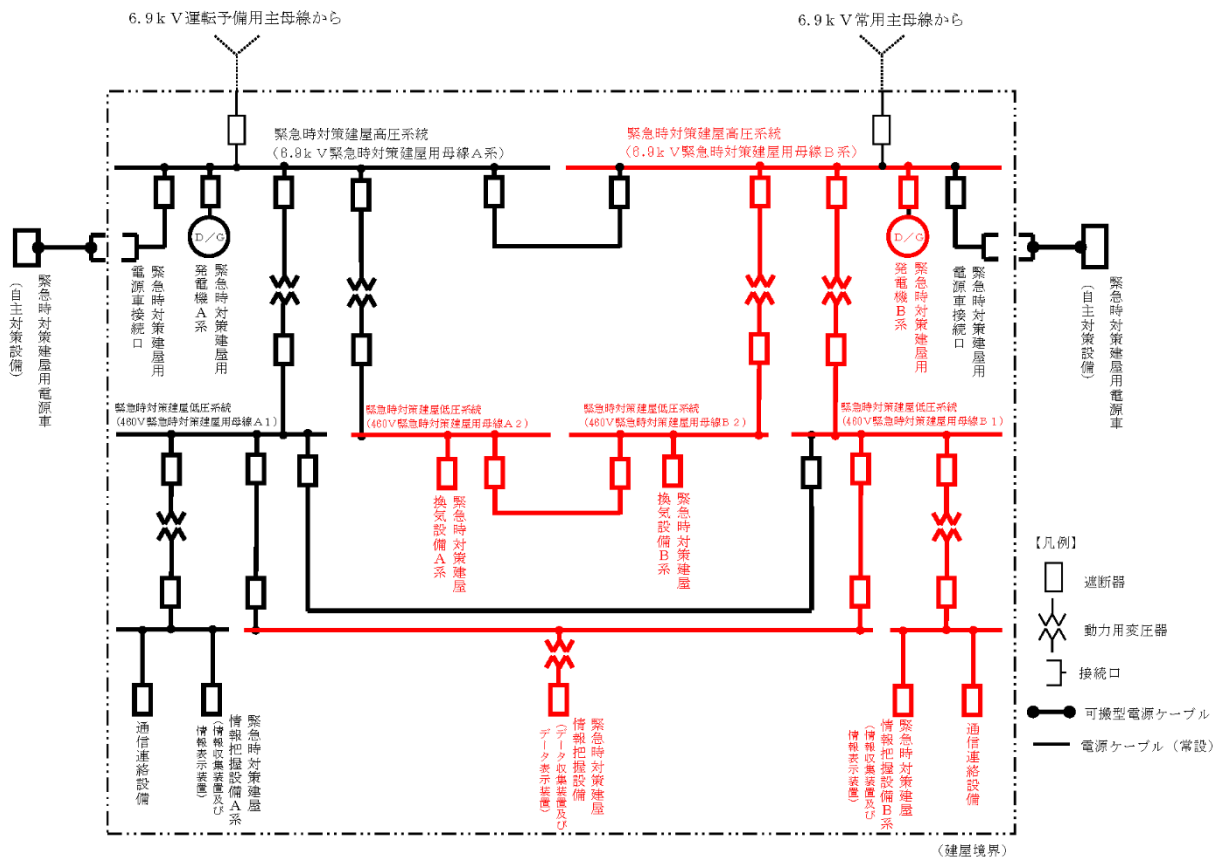 6.9kV運転予備用主母線から
6.9kV常用主母線から
緊急時対策建屋高圧系統
(6.9kV緊急時対策建屋用母線A系)
緊急時対策建屋高圧系統
(6.9kV緊急時対策建屋用母線B系)
緊急時対策建屋用電源車
(自主対策設備)
緊急時対策建屋用
電源車接続口
D/G
緊急時対策建屋用
発電機A系
D/G
緊急時対策建屋用
発電機B系
緊急時対策建屋用
電源車接続口
緊急時対策建屋用電源車
(自主対策設備)
緊急時対策建屋低圧系統
(460V緊急時対策建屋用母線A1)
緊急時対策建屋低圧系統
(460V緊急時対策建屋用母線A2)
緊急時対策建屋低圧系統
(460V緊急時対策建屋用母線B2)
緊急時対策建屋低圧系統
(460V緊急時対策建屋用母線B1)
緊急時対策建屋
換気設備A系
緊急時対策建屋
換気設備B系
通信連絡設備
緊急時対策建屋
情報把握設備A系
(情報収集装置及び
情報表示装置)
緊急時対策建屋
情報把握設備
(データ収集装置及び
データ表示装置)
緊急時対策建屋
情報把握設備B系
(情報収集装置及び
情報表示装置)
通信連絡設備
【凡例】
遮断器
動力用変圧器
接続口
可搬型電源ケーブル
電源ケーブル(常設)
(建屋境界)